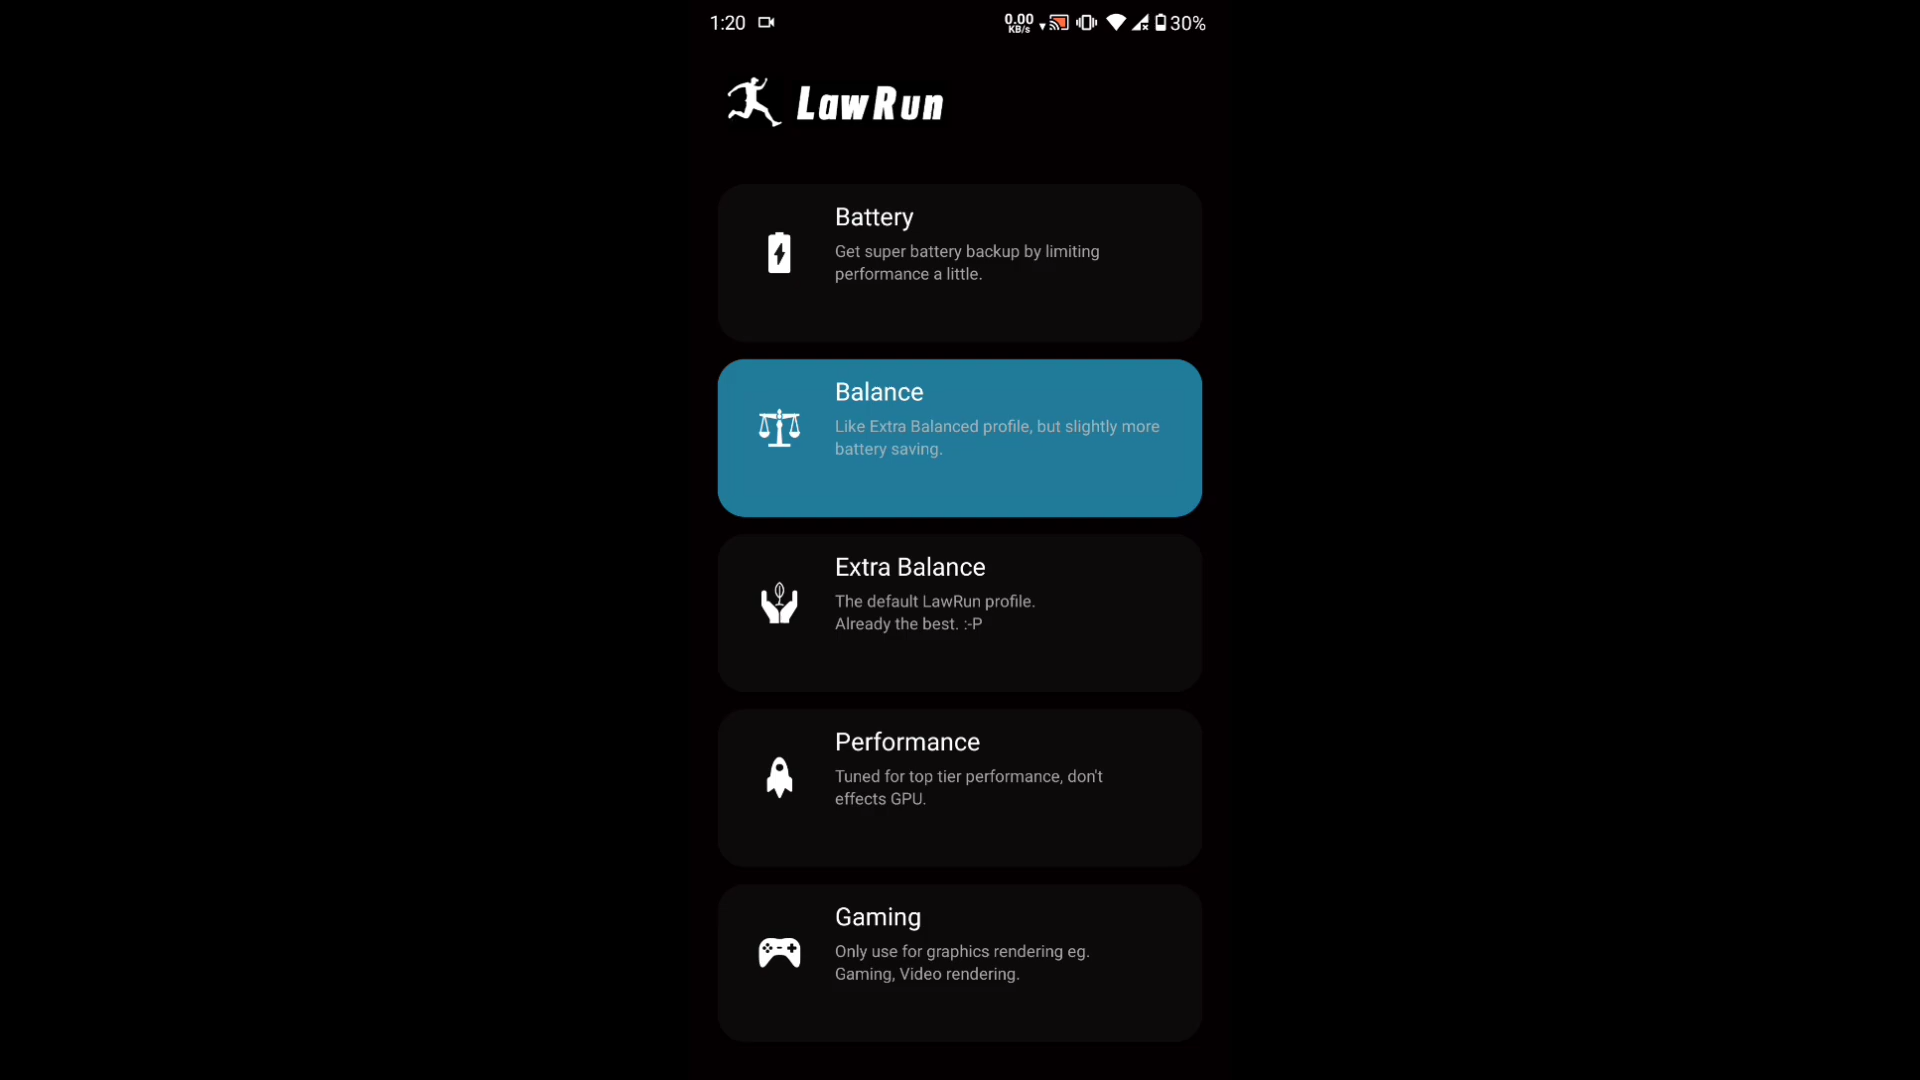 1:20 0.00 KB/s 30%
LawRun
Battery
Get super battery backup by limiting
performance a little.
Balance
Like Extra Balanced profile, but slightly more
battery saving.
Extra Balance
The default LawRun profile.
Already the best. :-P
Performance
Tuned for top tier performance, don't
effects GPU.
Gaming
Only use for graphics rendering eg.
Gaming, Video rendering.